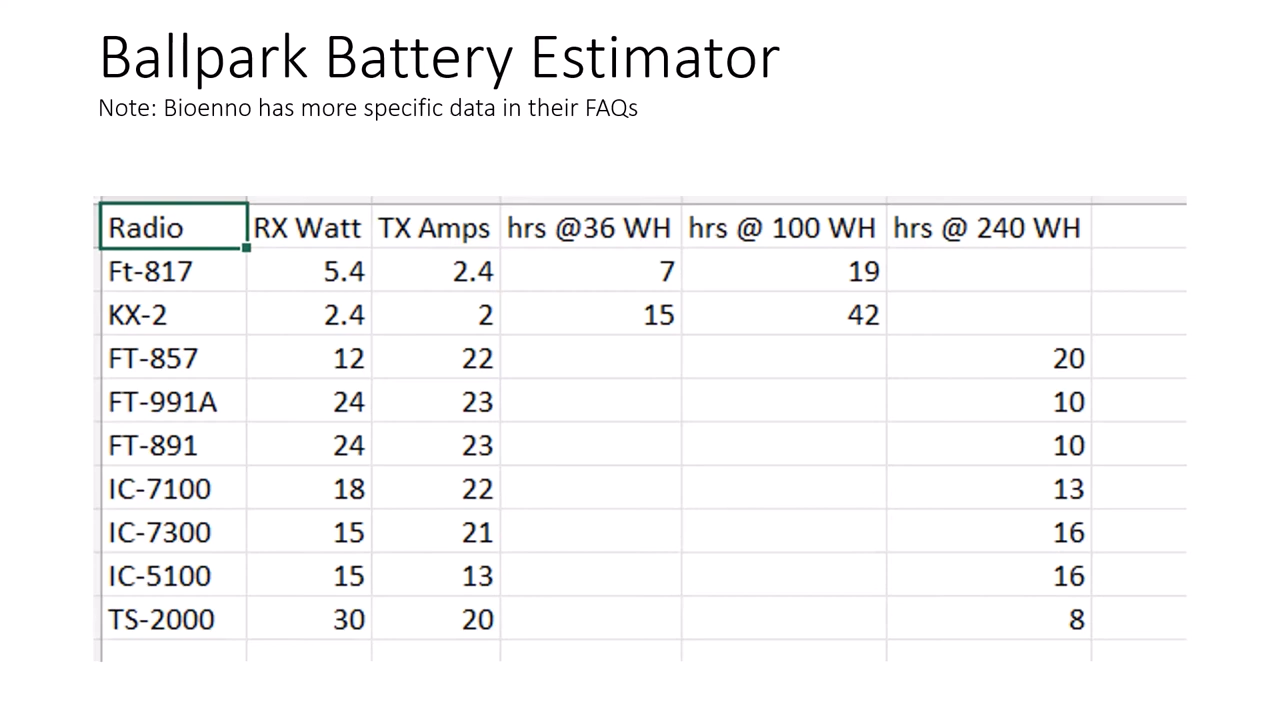 Ballpark Battery Estimator
Note: Bioenno has more specific data in their FAQs
Radio RX Watt TX Amps hrs @36 WH hrs @ 100 WH hrs @ 240 WH
Ft-817 5.4 2.4 7 19
KX-2 2.4 2 15 42
FT-857 12 22 20
FT-991A 24 23 10
FT-891 24 23 10
IC-7100 18 22 13
IC-7300 15 21 16
IC-5100 15 13 16
TS-2000 30 20 8